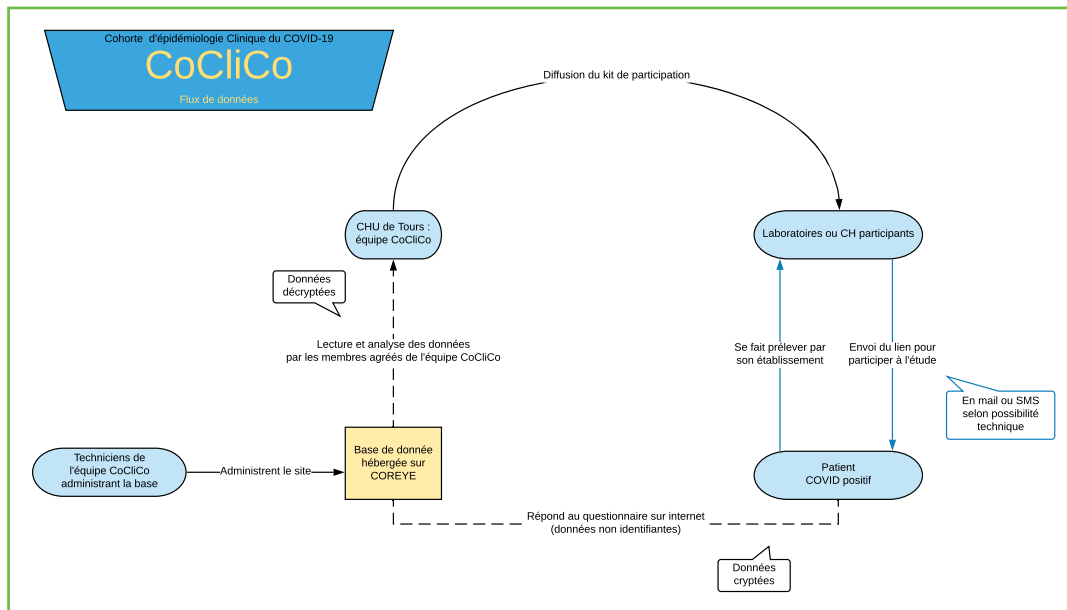 Cohorte d'épidémiologie Clinique du COVID-19
CoCliCo
Flux de données
Diffusion du kit de participation
CHU de Tours :
équipe CoCliCo
Laboratoires ou CH participants
Données
décryptées
Lecture et analyse des données
par les membres agréés de l'équipe CoCliCo
Se fait prélever par
son établissement
Envoi du lien pour
participer à l'étude
En mail ou SMS
selon possibilité
technique
Techniciens de
l'équipe CoCliCo
administrant la base
Administrent le site
Base de donnée
hébergée sur
COREYE
Patient
COVID positif
Répond au questionnaire sur internet
(données non identifiantes)
Données
cryptées